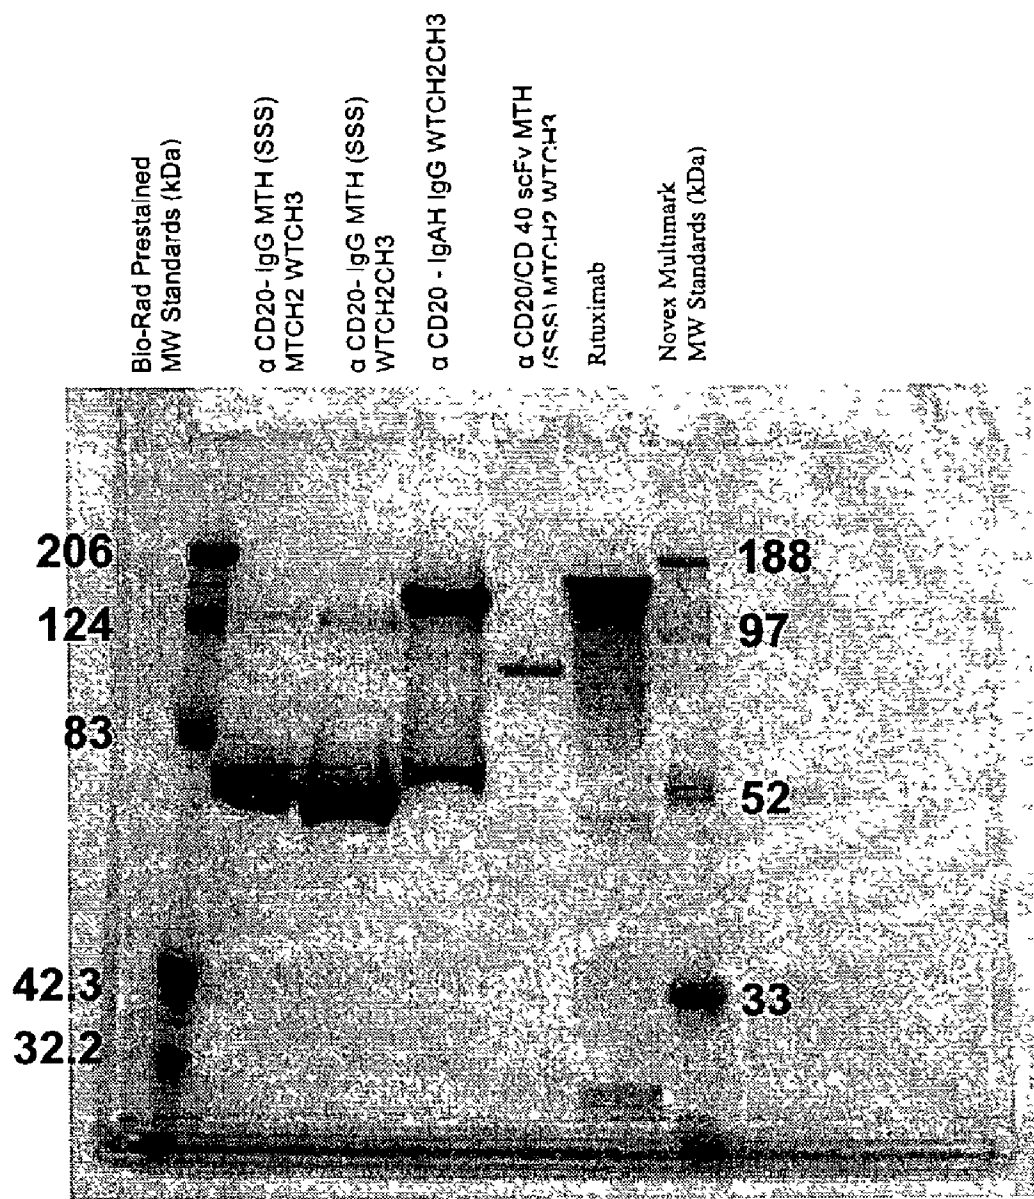 Bio-Rad Prestained
MW Standards (kDa)
α CD20- IgG MTH (SSS)
MTCH2 WTCH3
α CD20- IgG MTH (SSS)
WTCH2CH3
α CD20 - IgAH IgG WTCH2CH3
α CD20/CD 40 scFv MTH
(SSS) MTCH2 WTCH3
Rituximab
Novex Multimark
MW Standards (kDa)
206
124
83
42.3
32.2
188
97
52
33